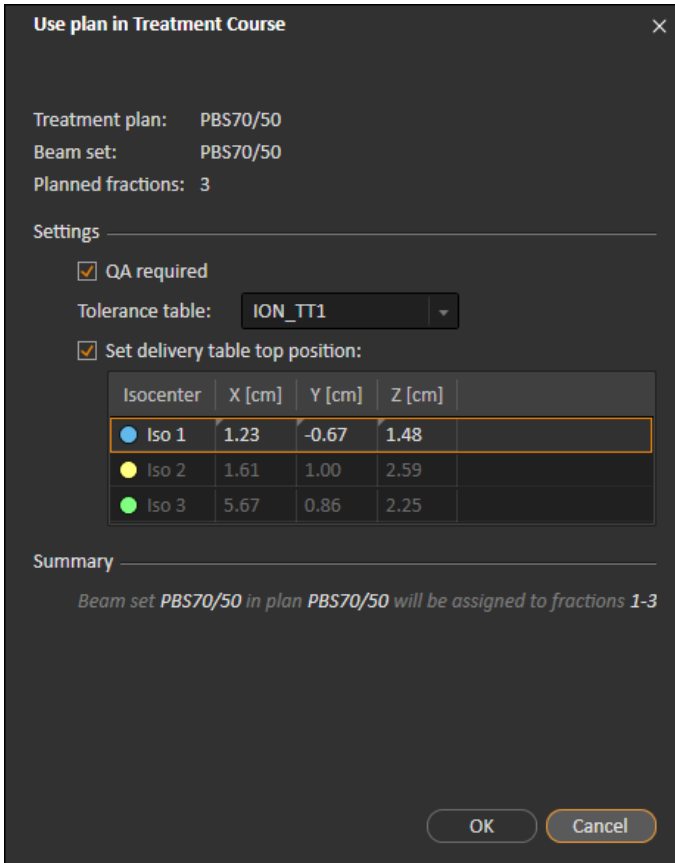 Use plan in Treatment Course
Treatment plan: PBS70/50
Beam set: PBS70/50
Planned fractions: 3
Settings
QA required
Tolerance table: ION_TT1
Set delivery table top position:
Isocenter X [cm] Y [cm] Z [cm]
Iso 1 1.23 -0.67 1.48
Iso 2 1.61 1.00 2.59
Iso 3 5.67 0.86 2.25
Summary
Beam set PBS70/50 in plan PBS70/50 will be assigned to fractions 1-3
OK Cancel